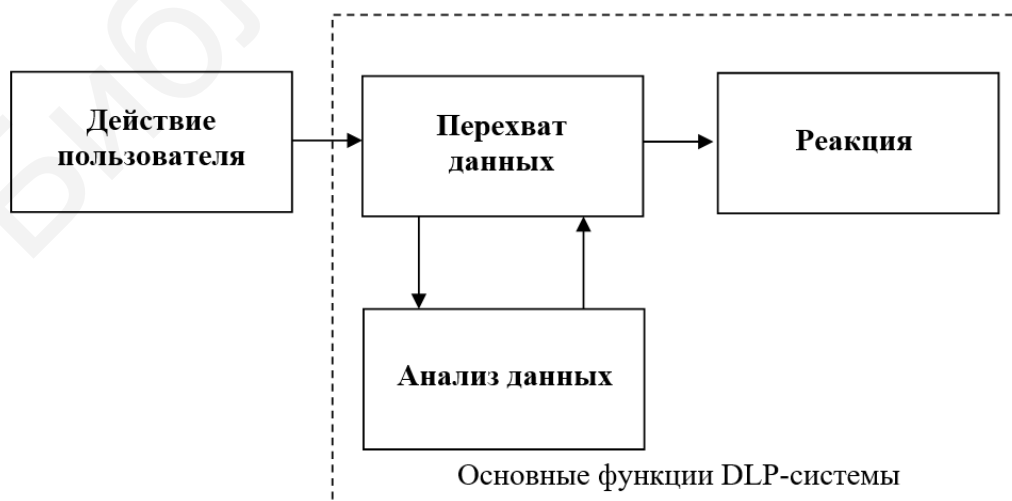 Действие
пользователя
Перехват
данных
Реакция
Анализ данных
Основные функции DLP-системы